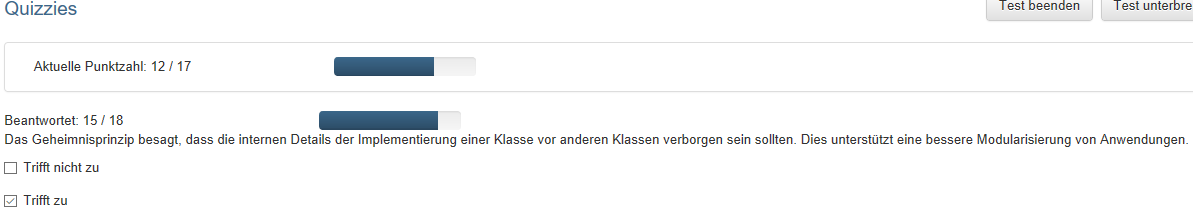 Quizzies
Test beenden
Test unterbre
Aktuelle Punktzahl: 12 / 17
Beantwortet: 15 / 18
Das Geheimnisprinzip besagt, dass die internen Details der Implementierung einer Klasse vor anderen Klassen verborgen sein sollten. Dies unterstützt eine bessere Modularisierung von Anwendungen.
Trifft nicht zu
Trifft zu